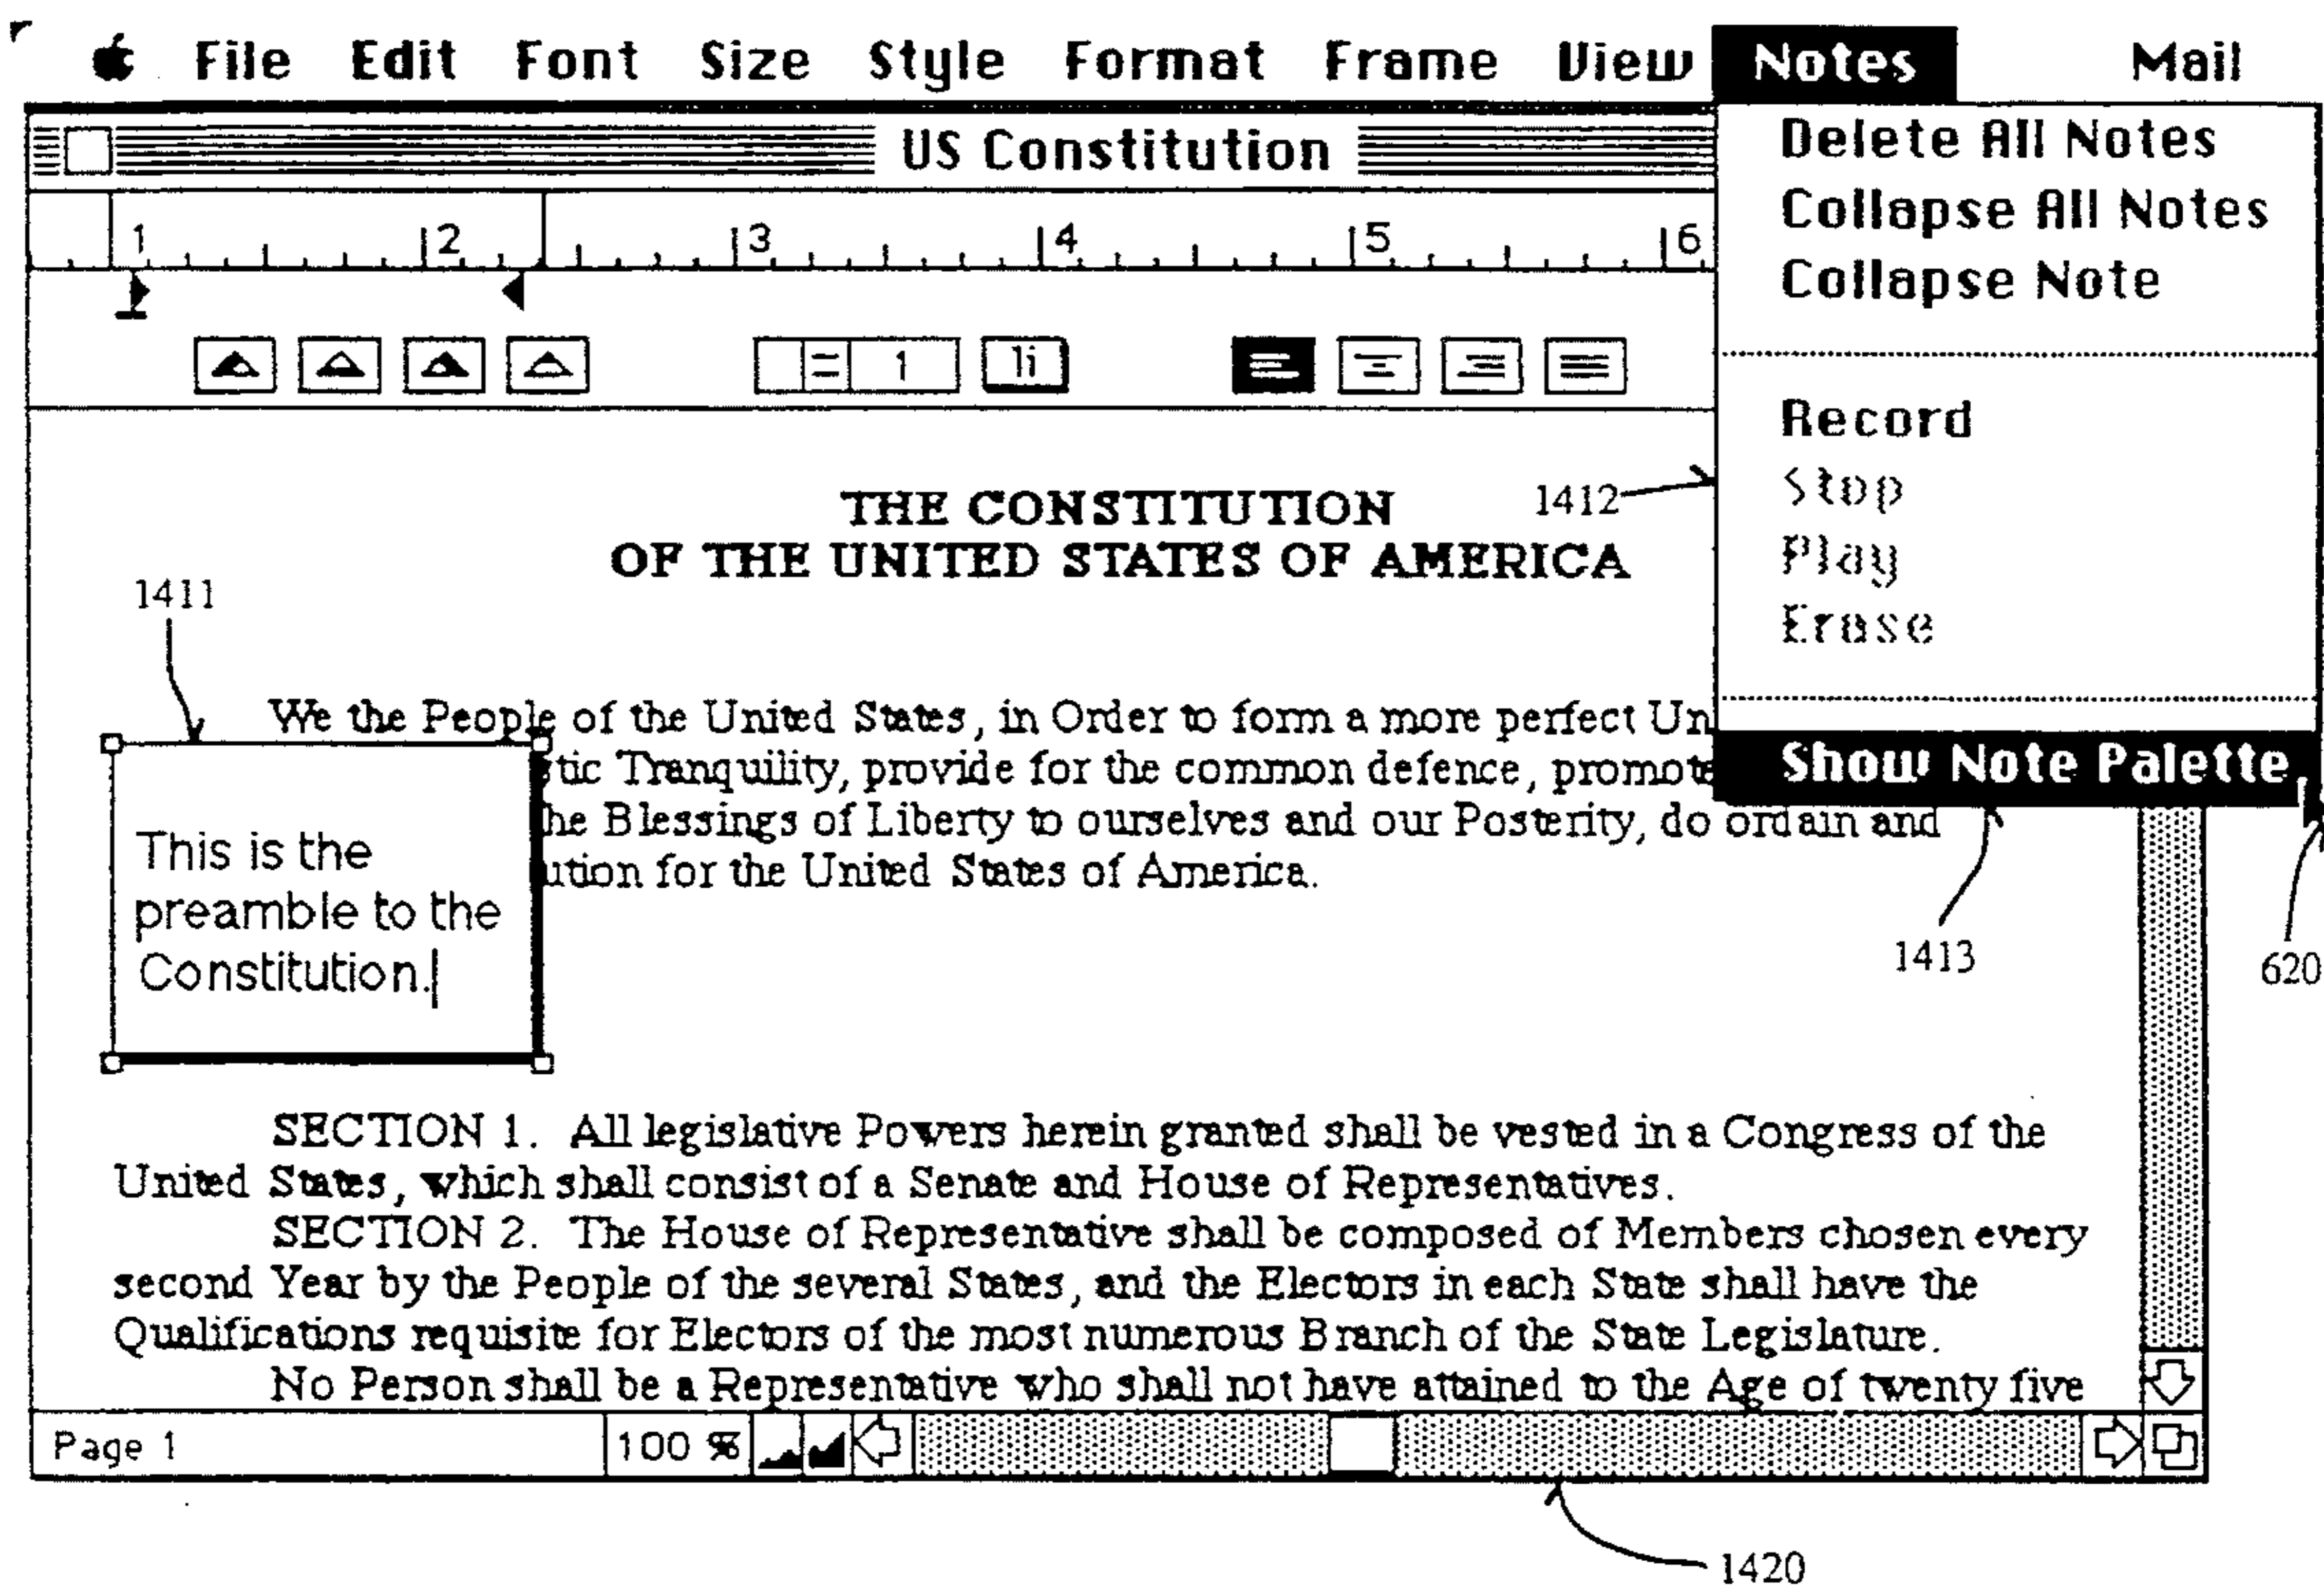 File Edit Font Size Style Format Frame View Notes Mail
US Constitution
Delete All Notes
Collapse All Notes
Collapse Note
1 2 3 4 5 6
1 li
Record
Stop
Play
Erase
Show Note Palette
1412
THE CONSTITUTION
OF THE UNITED STATES OF AMERICA
1411
We the People of the United States, in Order to form a more perfect Un
stic Tranquility, provide for the common defence, promote
he Blessings of Liberty to ourselves and our Posterity, do ordain and
ution for the United States of America.
This is the
preamble to the
Constitution.
1413
620
SECTION 1. All legislative Powers herein granted shall be vested in a Congress of the
United States, which shall consist of a Senate and House of Representatives.
SECTION 2. The House of Representative shall be composed of Members chosen every
second Year by the People of the several States, and the Electors in each State shall have the
Qualifications requisite for Electors of the most numerous Branch of the State Legislature.
No Person shall be a Representative who shall not have attained to the Age of twenty five
Page 1 100 %
1420